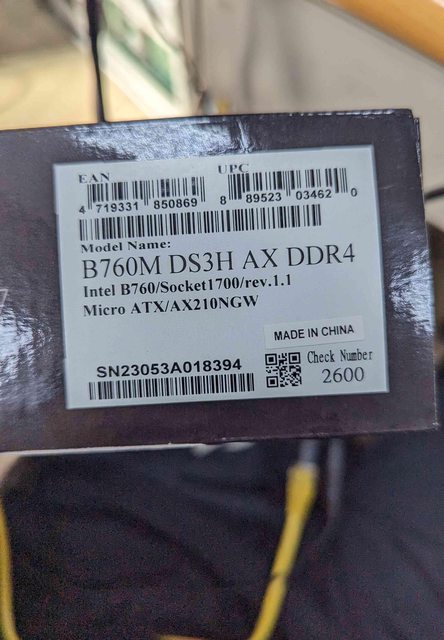 EAN UPC
4 719331 850869 8 89523 03462 0
Model Name:
B760M DS3H AX DDR4
Intel B760/Socket1700/rev.1.1
Micro ATX/AX210NGW
MADE IN CHINA
SN23053A018394
Check Number
2600
7